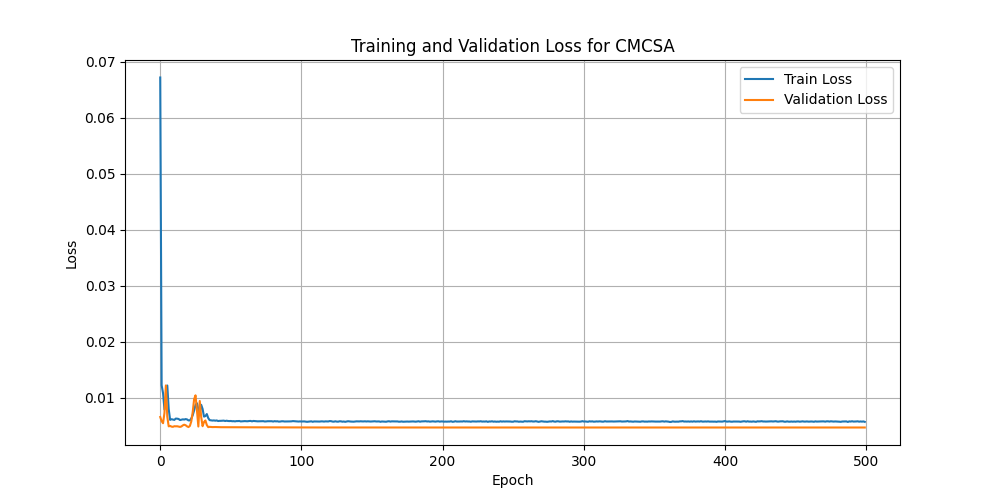 Training and Validation Loss for CMCSA
Train Loss
Validation Loss
Loss
0.07
0.06
0.05
0.04
0.03
0.02
0.01
0
100
200
300
400
500
Epoch